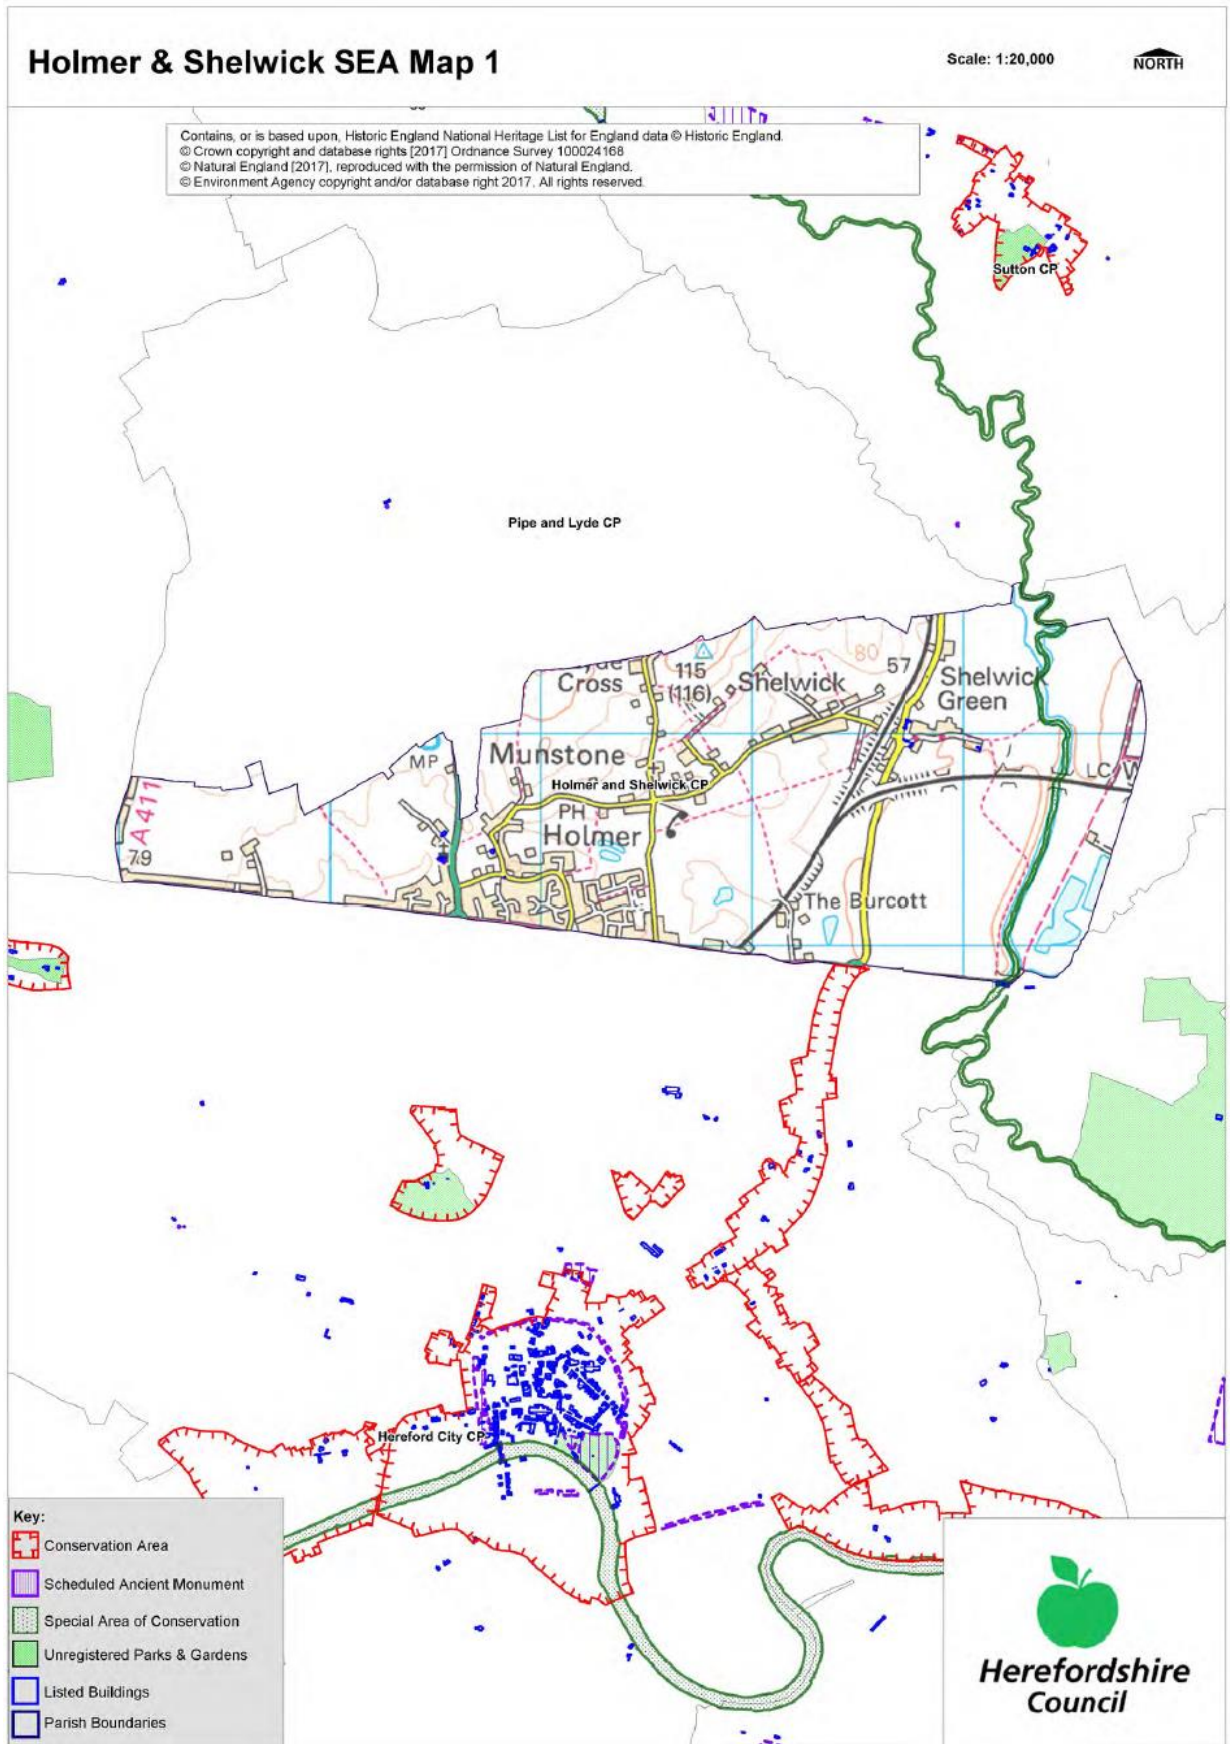 Holmer & Shelwick SEA Map 1
Scale: 1:20,000
NORTH
Contains, or is based upon, Historic England National Heritage List for England data © Historic England.
© Crown copyright and database rights [2017] Ordnance Survey 100024168
© Natural England [2017], reproduced with the permission of Natural England.
© Environment Agency copyright and/or database right 2017. All rights reserved.
Sutton CP
Pipe and Lyde CP
Cross
115
(116)
80
57
Shelwick
Shelwick
Green
Munstone
MP
LC
Holmer and Shelwick CP
A411
PH
Holmer
79
The Burcott
Hereford City CP
Key:
Conservation Area
Scheduled Ancient Monument
Special Area of Conservation
Unregistered Parks & Gardens
Listed Buildings
Parish Boundaries
Herefordshire
Council